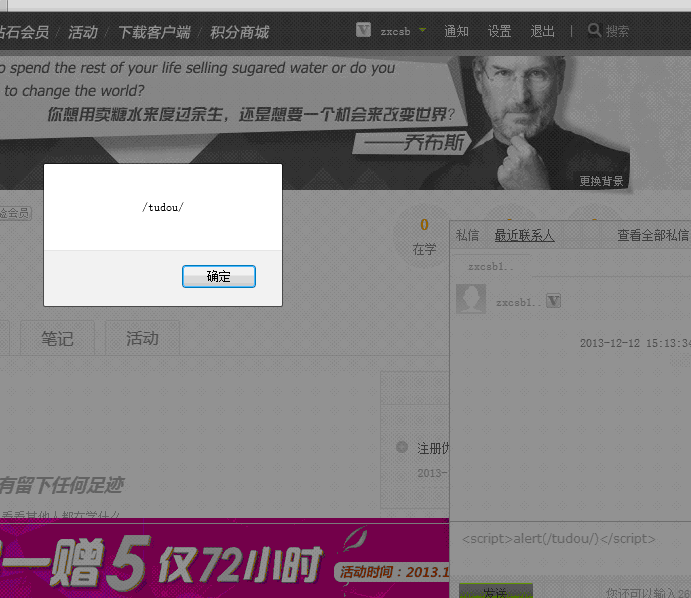 钻石会员 / 活动 / 下载客户端 / 积分商城 V zxcsb 通知 设置 退出 | 搜索
o spend the rest of your life selling sugared water or do you
to change the world?
你想用卖糖水来度过余生，还是想要一个机会来改变世界?
——乔布斯
更换背景
会员
/tudou/
确定
0
在学
私信 最近联系人 查看全部私信
zxcsb1..
zxcsb1.. V
2013-12-12 15:13:34
笔记 活动
注册
2013-
有留下任何足迹
看看其他人都在学什么
<script>alert(/tudou/)</script>
一赠5 仅72小时
活动时间：2013.1
发送 你还可以输入26